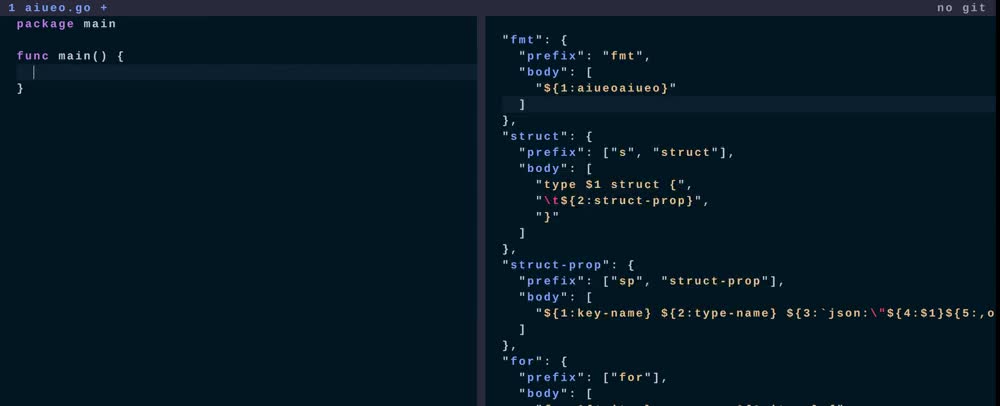 1 aiueo.go +
no git
package main
func main() {
}
"fmt": {
"prefix": "fmt",
"body": [
"${1:aiueoaiueo}"
]
},
"struct": {
"prefix": ["s", "struct"],
"body": [
"type $1 struct {",
"\t${2:struct-prop}",
"}"
]
},
"struct-prop": {
"prefix": ["sp", "struct-prop"],
"body": [
"${1:key-name} ${2:type-name} ${3:`json:\"${4:$1}${5:,o
]
},
"for": {
"prefix": ["for"],
"body": [